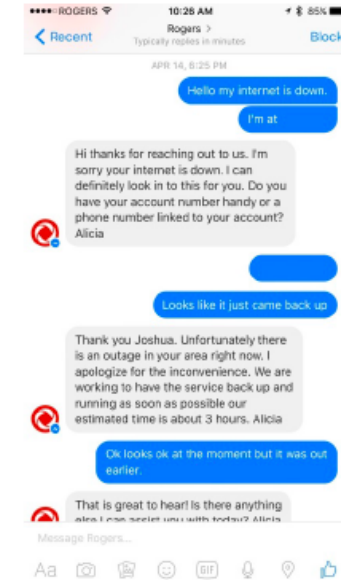 ROGERS 10:26 AM 85%
Recent Rogers > Block
Typically replies in minutes
APR 14, 6:25 PM
Hello my internet is down.
I'm at
Hi thanks for reaching out to us. I'm
sorry your internet is down. I can
definitely look in to this for you. Do you
have your account number handy or a
phone number linked to your account?
Alicia
Looks like it just came back up
Thank you Joshua. Unfortunately there
is an outage in your area right now. I
apologize for the inconvenience. We are
working to have the service back up and
running as soon as possible our
estimated time is about 3 hours. Alicia
Ok looks ok at the moment but it was out
earlier.
That is great to hear! Is there anything
else I can assist you with today? Alicia
Message Rogers...
Aa GIF